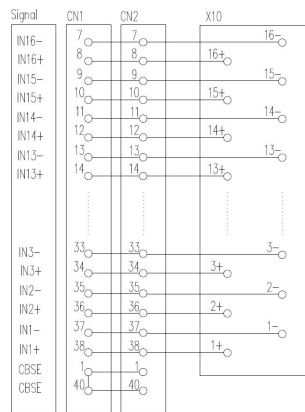 Signal CN1 CN2 X10
IN16- 7 7 16-
IN16+ 8 8 16+
IN15- 9 9 15-
IN15+ 10 10 15+
IN14- 11 11 14-
IN14+ 12 12 14+
IN13- 13 13 13-
IN13+ 14 14 13+
IN3- 33 33 3-
IN3+ 34 34 3+
IN2- 35 35 2-
IN2+ 36 36 2+
IN1- 37 37 1-
IN1+ 38 38 1+
CBSE 1 1
CBSE 40 40